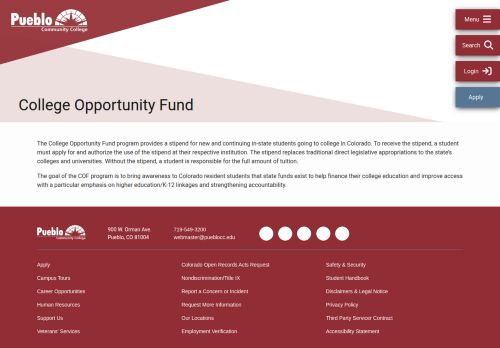 Pueblo
Community College
Menu
Search
Login
Apply
College Opportunity Fund
The College Opportunity Fund program provides a stipend for new and continuing in-state students going to college in Colorado. To receive the stipend, a student
must apply for and authorize the use of the stipend at their respective institution. The stipend replaces traditional direct legislative appropriations to the state's
colleges and universities. Without the stipend, a student is responsible for the full amount of tuition.
The goal of the COF program is to bring awareness to Colorado resident students that state funds exist to help finance their college education and improve access
with a particular emphasis on higher education/K-12 linkages and strengthening accountability.
Pueblo
Community College
900 W. Orman Ave.
Pueblo, CO 81004
719-549-3200
webmaster@pueblocc.edu
Apply
Campus Tours
Career Opportunities
Human Resources
Support Us
Veterans' Services
Colorado Open Records Acts Request
Nondiscrimination/Title IX
Report a Concern or Incident
Request More Information
Our Locations
Employment Verification
Safety & Security
Student Handbook
Disclaimers & Legal Notice
Privacy Policy
Third Party Servicer Contract
Accessibility Statement